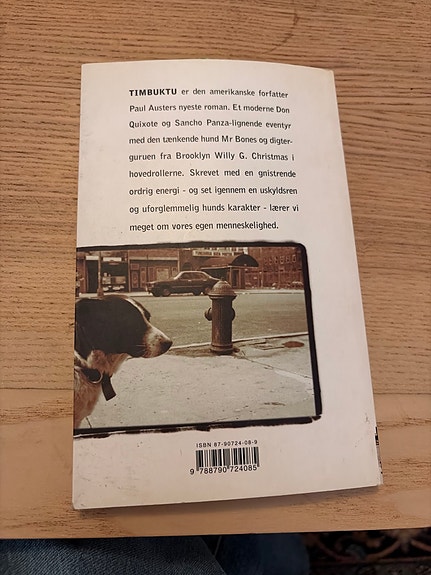 TIMBUKTU er den amerikanske forfatter
Paul Austers nyeste roman. Et moderne Don
Quixote og Sancho Panza-lignende eventyr
med den tænkende hund Mr Bones og digter-
guruen fra Brooklyn Willy G. Christmas i
hovedrollerne. Skrevet med en gnistrende
ordrig energi - og set igennem en uskyldsren
og uforglemmelig hunds karakter - lærer vi
meget om vores egen menneskelighed.
ISBN 87-90724-08-9
9 788790 724085